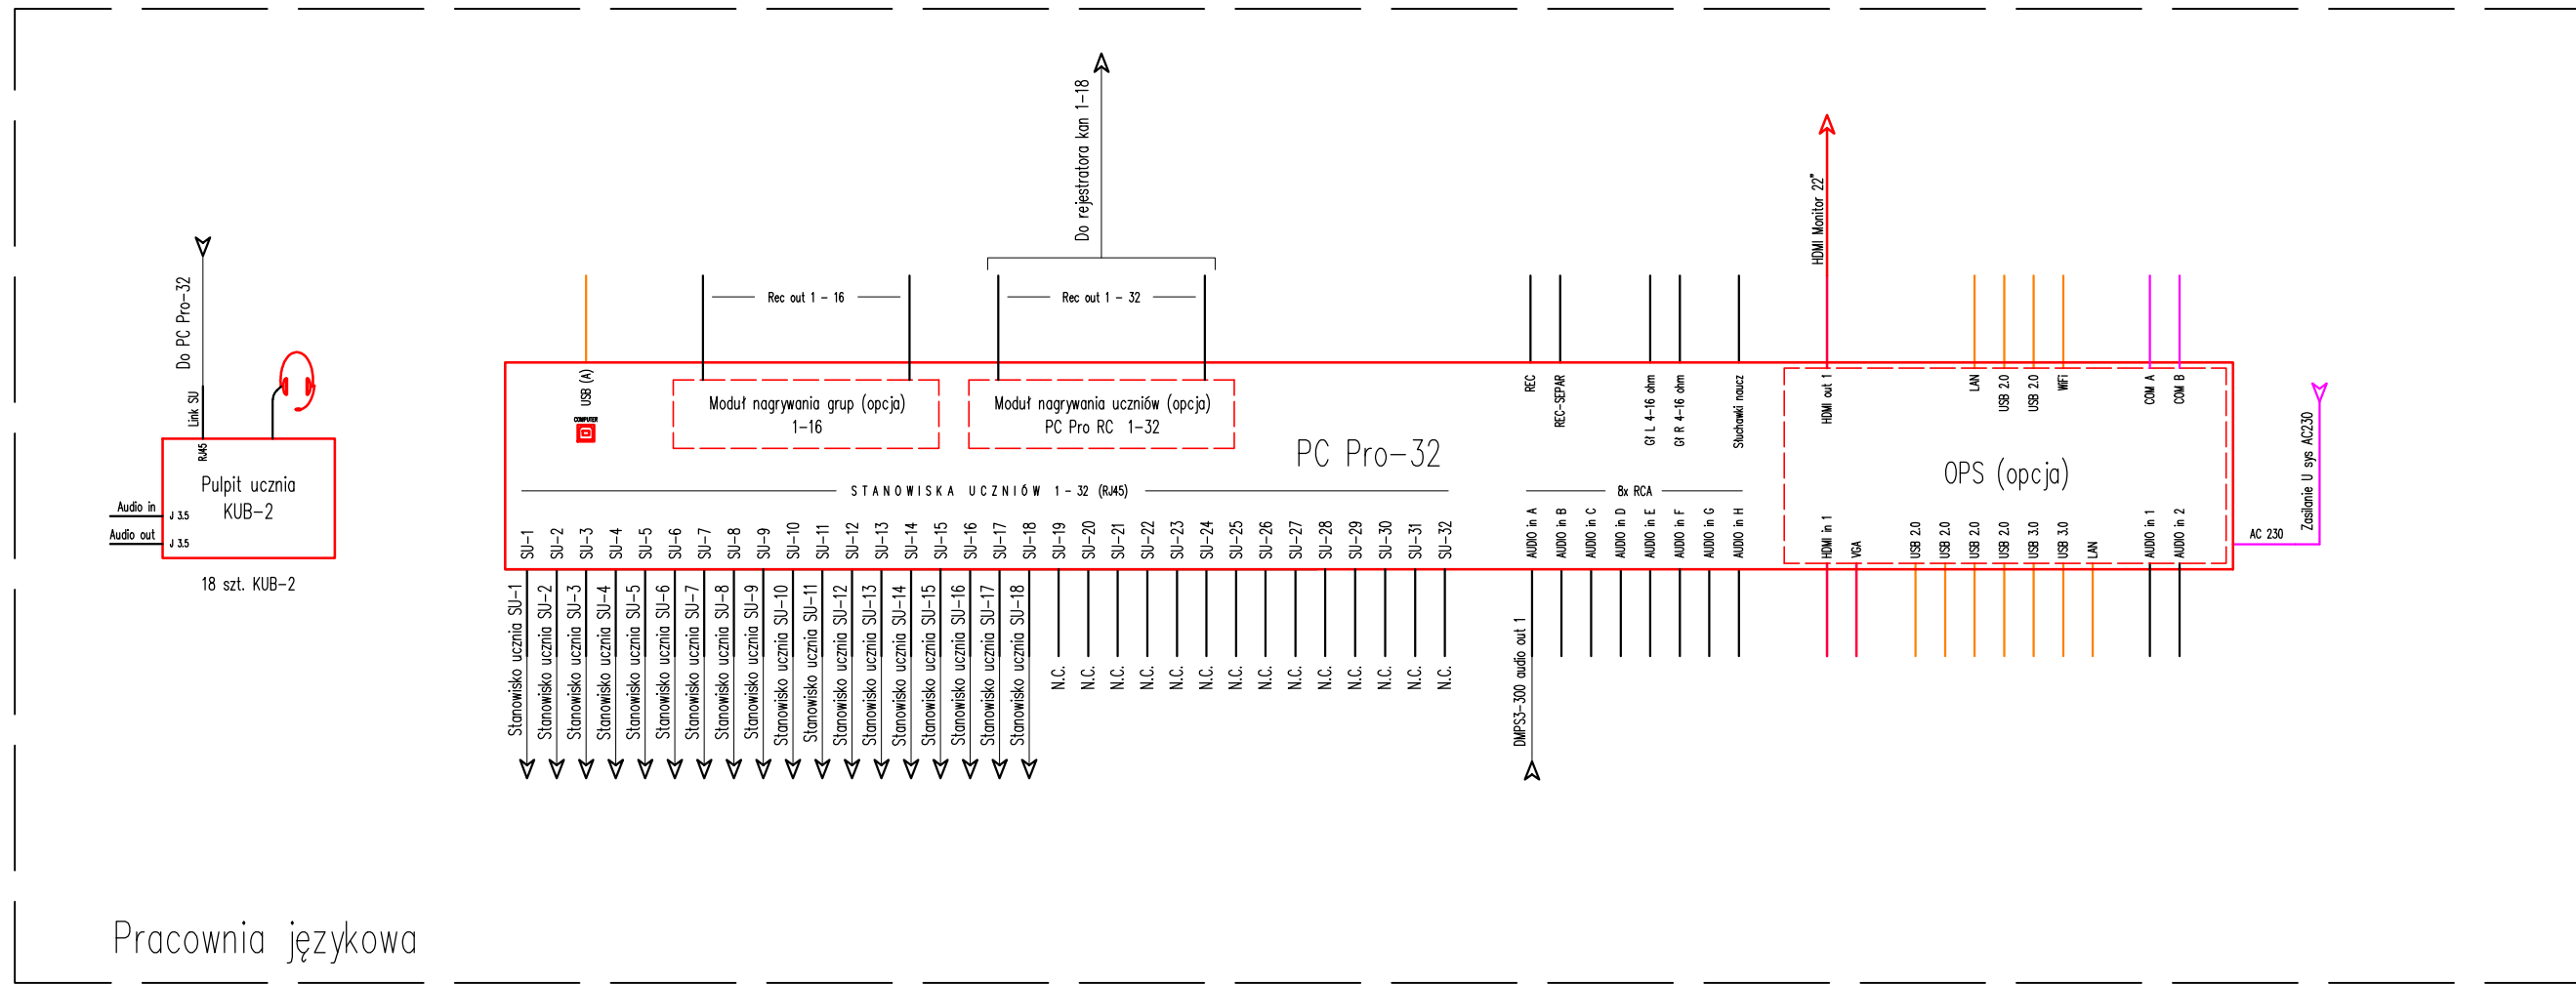 Do rejestratora kan 1-18
HDMI Monitor 22"
Do PC Pro-32
Link SU
RJ45
Pulpit ucznia
KUB-2
Audio in
J 3.5
Audio out
J 3.5
18 szt. KUB-2
Rec out 1 - 16
Rec out 1 - 32
USB (A)
COMPUTER
Moduł nagrywania grup (opcja)
1-16
Moduł nagrywania uczniów (opcja)
PC Pro RC 1-32
PC Pro-32
REC
REC-SEPAR
Gł L 4-16 ohm
Gł R 4-16 ohm
Słuchawki naucz
HDMI out 1
LAN
USB 2.0
USB 2.0
WiFi
COM A
COM B
OPS (opcja)
STANOWISKA UCZNIÓW 1 - 32 (RJ45)
8x RCA
SU-1
SU-2
SU-3
SU-4
SU-5
SU-6
SU-7
SU-8
SU-9
SU-10
SU-11
SU-12
SU-13
SU-14
SU-15
SU-16
SU-17
SU-18
SU-19
SU-20
SU-21
SU-22
SU-23
SU-24
SU-25
SU-26
SU-27
SU-28
SU-29
SU-30
SU-31
SU-32
AUDIO in A
AUDIO in B
AUDIO in C
AUDIO in D
AUDIO in E
AUDIO in F
AUDIO in G
AUDIO in H
HDMI in 1
VGA
USB 2.0
USB 2.0
USB 2.0
USB 2.0
USB 3.0
USB 3.0
LAN
AUDIO in 1
AUDIO in 2
AC 230
Zasilanie U sys AC230
Stanowisko ucznia SU-1
Stanowisko ucznia SU-2
Stanowisko ucznia SU-3
Stanowisko ucznia SU-4
Stanowisko ucznia SU-5
Stanowisko ucznia SU-6
Stanowisko ucznia SU-7
Stanowisko ucznia SU-8
Stanowisko ucznia SU-9
Stanowisko ucznia SU-10
Stanowisko ucznia SU-11
Stanowisko ucznia SU-12
Stanowisko ucznia SU-13
Stanowisko ucznia SU-14
Stanowisko ucznia SU-15
Stanowisko ucznia SU-16
Stanowisko ucznia SU-17
Stanowisko ucznia SU-18
N.C.
N.C.
N.C.
N.C.
N.C.
N.C.
N.C.
N.C.
N.C.
N.C.
N.C.
N.C.
N.C.
N.C.
DMPS3-300 audio out 1
Pracownia językowa